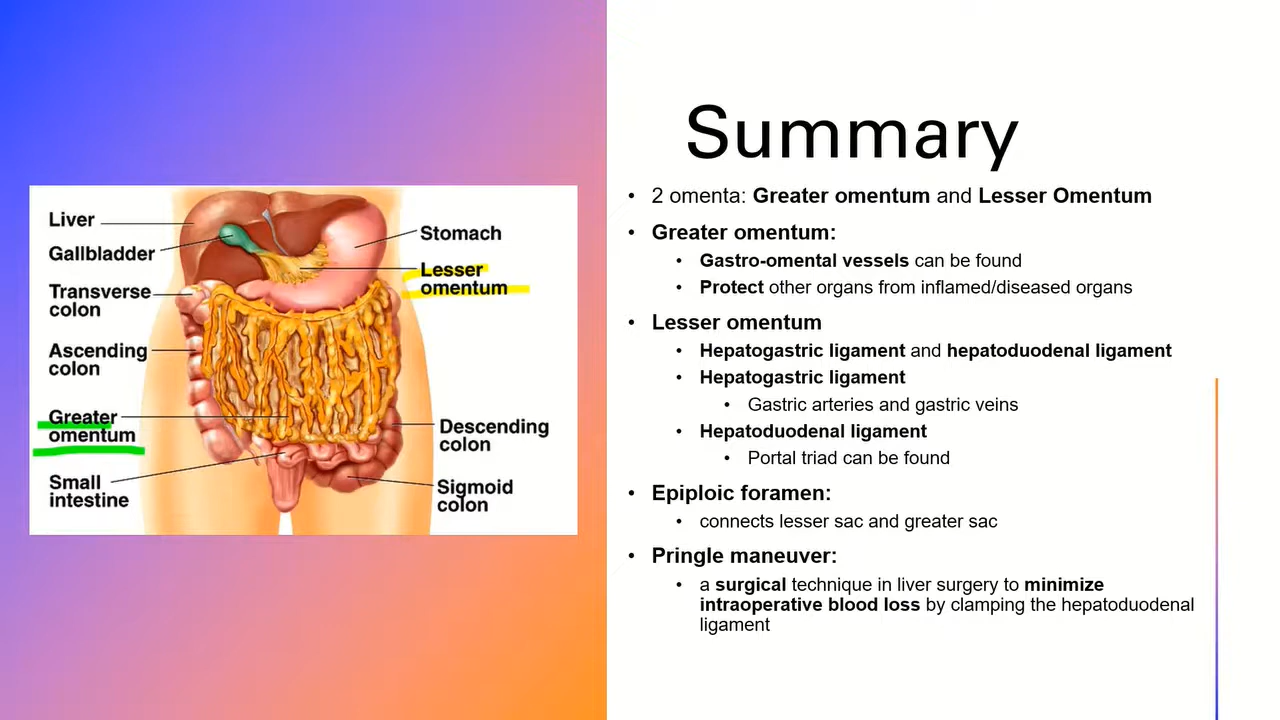 Summary
• 2 omenta: Greater omentum and Lesser Omentum
• Greater omentum:
• Gastro-omental vessels can be found
• Protect other organs from inflamed/diseased organs
• Lesser omentum
• Hepatogastric ligament and hepatoduodenal ligament
• Hepatogastric ligament
• Gastric arteries and gastric veins
• Hepatoduodenal ligament
• Portal triad can be found
• Epiploic foramen:
• connects lesser sac and greater sac
• Pringle maneuver:
• a surgical technique in liver surgery to minimize
intraoperative blood loss by clamping the hepatoduodenal
ligament
Liver
Gallbladder
Transverse
colon
Ascending
colon
Greater
omentum
Small
intestine
Stomach
Lesser
omentum
Descending
colon
Sigmoid
colon